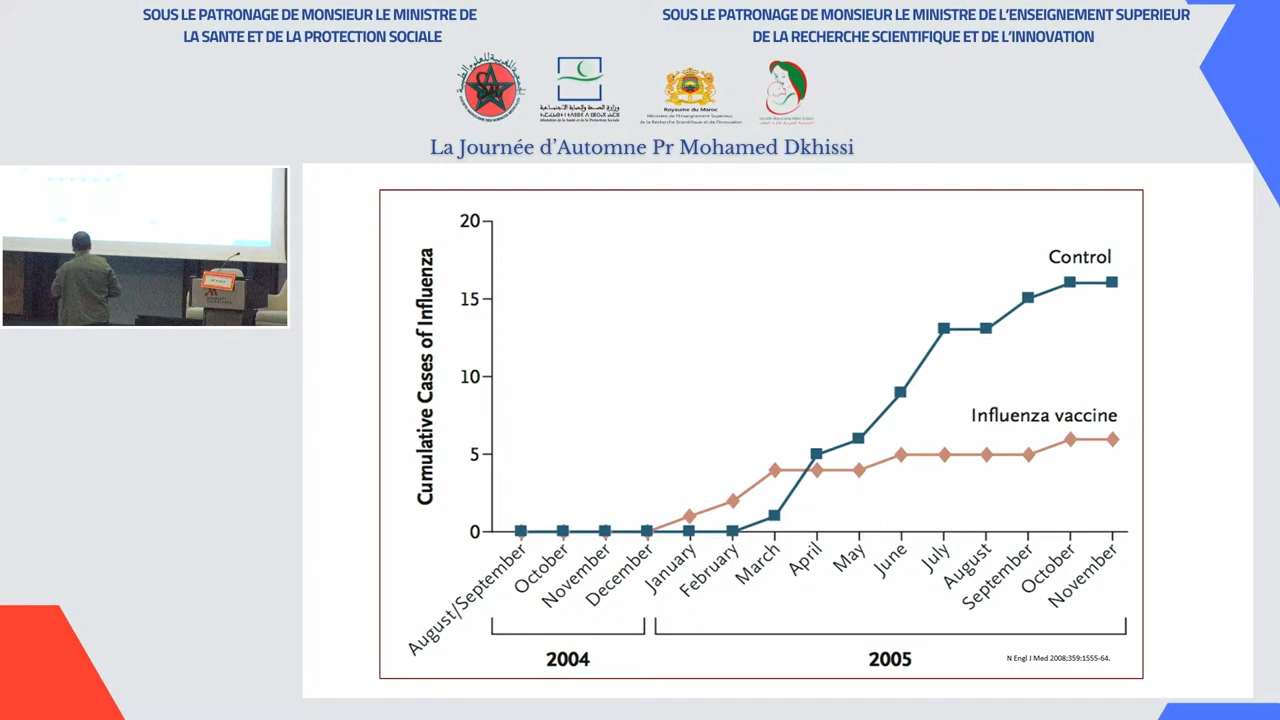 SOUS LE PATRONAGE DE MONSIEUR LE MINISTRE DE
LA SANTE ET DE LA PROTECTION SOCIALE
SOUS LE PATRONAGE DE MONSIEUR LE MINISTRE DE L'ENSEIGNEMENT SUPERIEUR
DE LA RECHERCHE SCIENTIFIQUE ET DE L'INNOVATION
Royaume du Maroc
La Journée d'Automne Pr Mohamed Dkhissi
Cumulative Cases of Influenza
20
15
10
5
0
Control
Influenza vaccine
August/September
October
November
December
January
February
March
April
May
June
July
August
September
October
November
2004
2005
N Engl J Med 2008;359:1555-64.